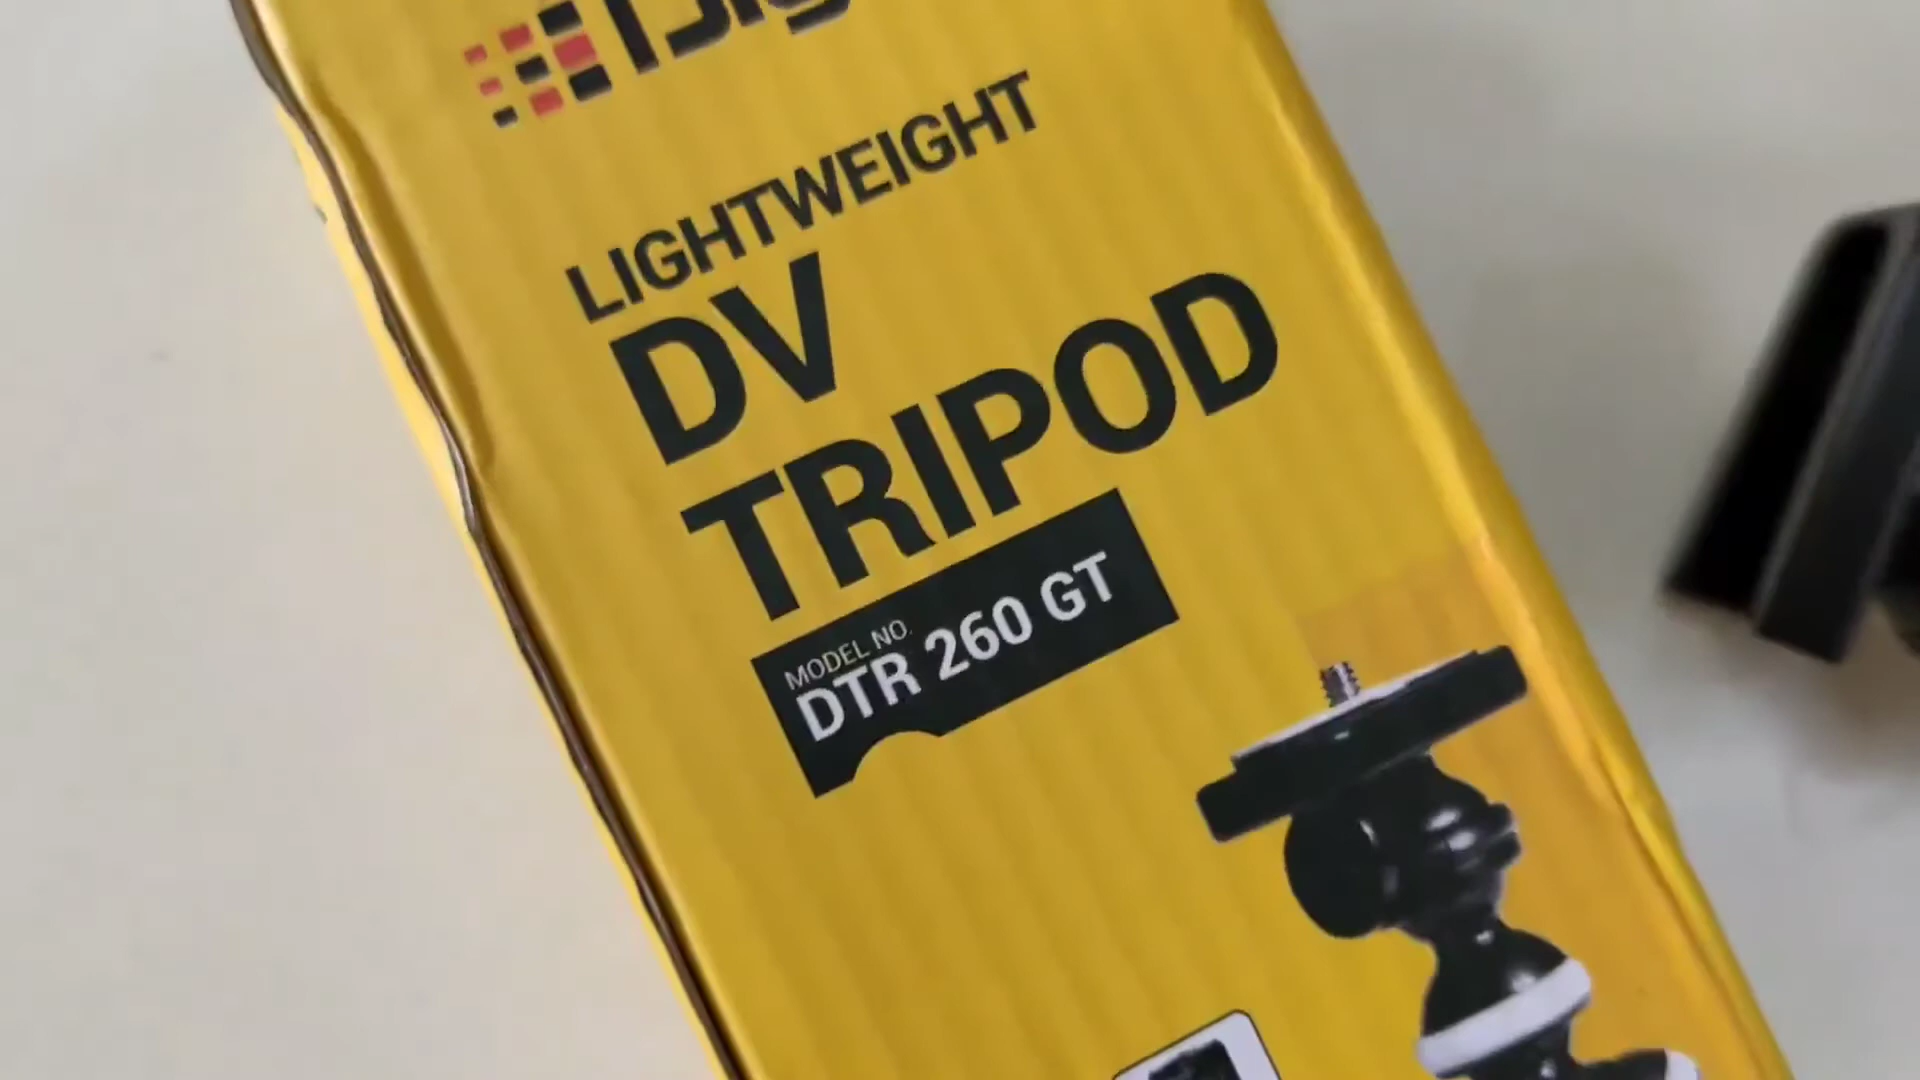 LIGHTWEIGHT
DV
TRIPOD
MODEL NO.
DTR 260 GT